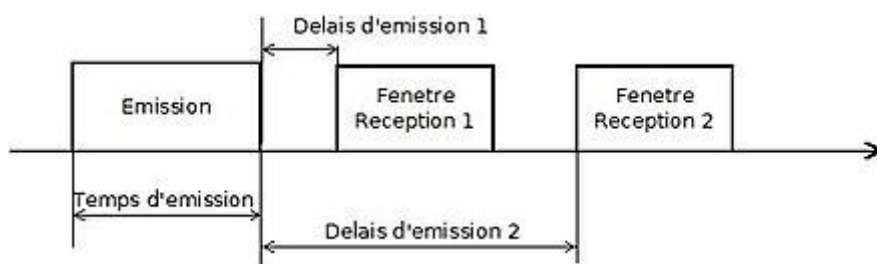 Delais d'emission 1
Emission
Fenetre
Reception 1
Fenetre
Reception 2
Temps d'emission
Delais d'emission 2